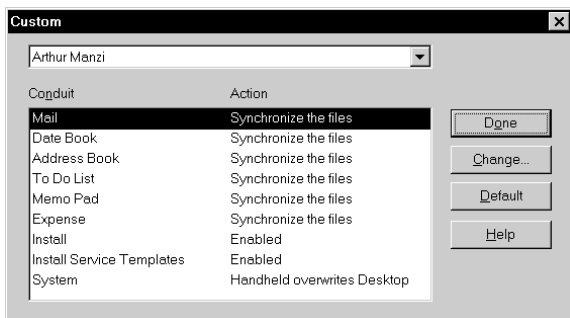 Custom
Arthur Manzi
Conduit Action
Mail Synchronize the files
Date Book Synchronize the files
Address Book Synchronize the files
To Do List Synchronize the files
Memo Pad Synchronize the files
Expense Synchronize the files
Install Enabled
Install Service Templates Enabled
System Handheld overwrites Desktop
Done
Change...
Default
Help